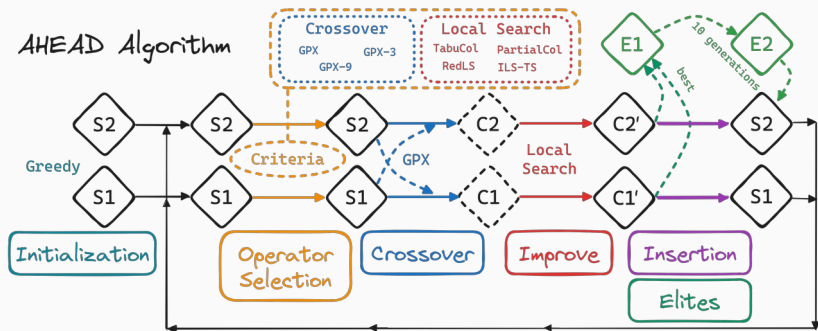 AHEAD Algorithm
Crossover
GPX
GPX-3
GPX-9
Local Search
TabuCol
PartialCol
RedLS
ILS-TS
E1
10 generations
E2
best
S2
S2
S2
C2
C2'
S2
Greedy
Criteria
GPX
Local
Search
S1
S1
S1
C1
C1'
S1
Initialization
Operator
Selection
Crossover
Improve
Insertion
Elites